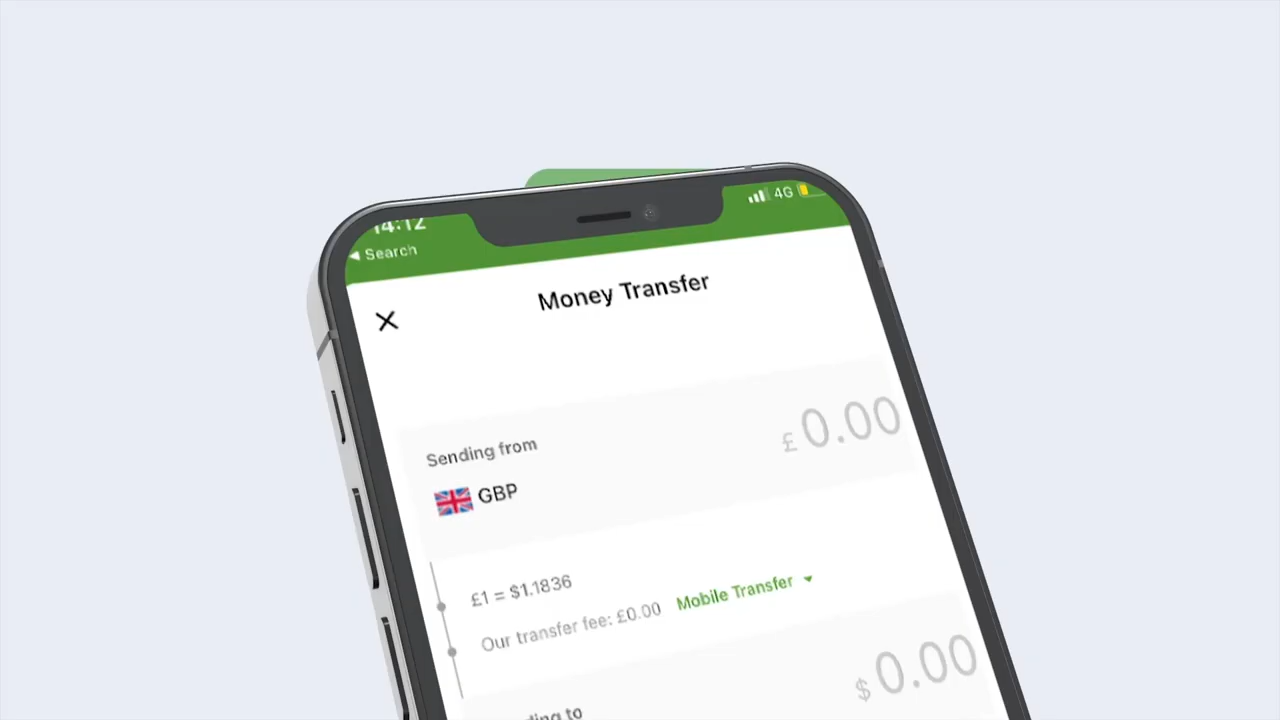 14:12
4G
Search
Money Transfer
£ 0.00
Sending from
GBP
£1 = $1.1836
Our transfer fee: £0.00 Mobile Transfer
$ 0.00
to